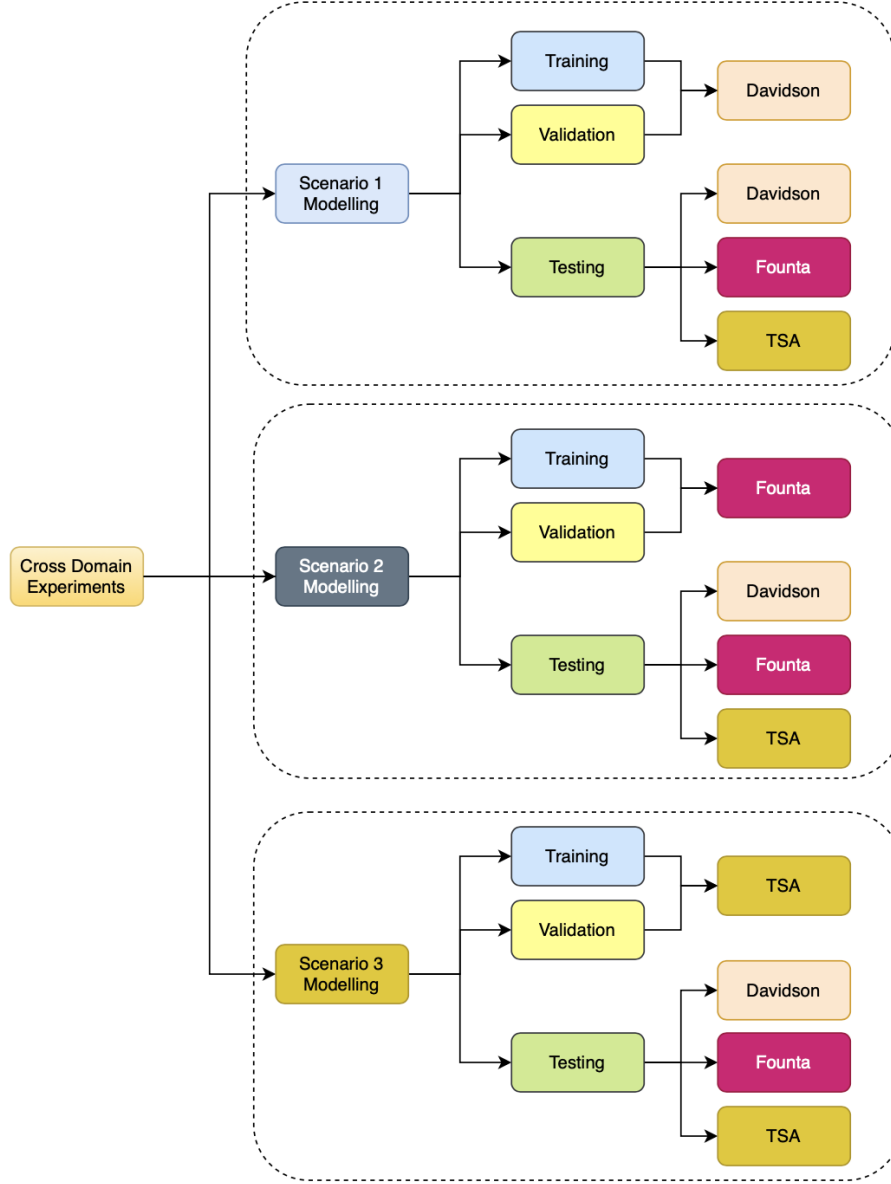 Cross Domain
Experiments
Scenario 1
Modelling
Training
Validation
Davidson
Testing
Davidson
Founta
TSA
Scenario 2
Modelling
Training
Validation
Founta
Testing
Davidson
Founta
TSA
Scenario 3
Modelling
Training
Validation
TSA
Testing
Davidson
Founta
TSA